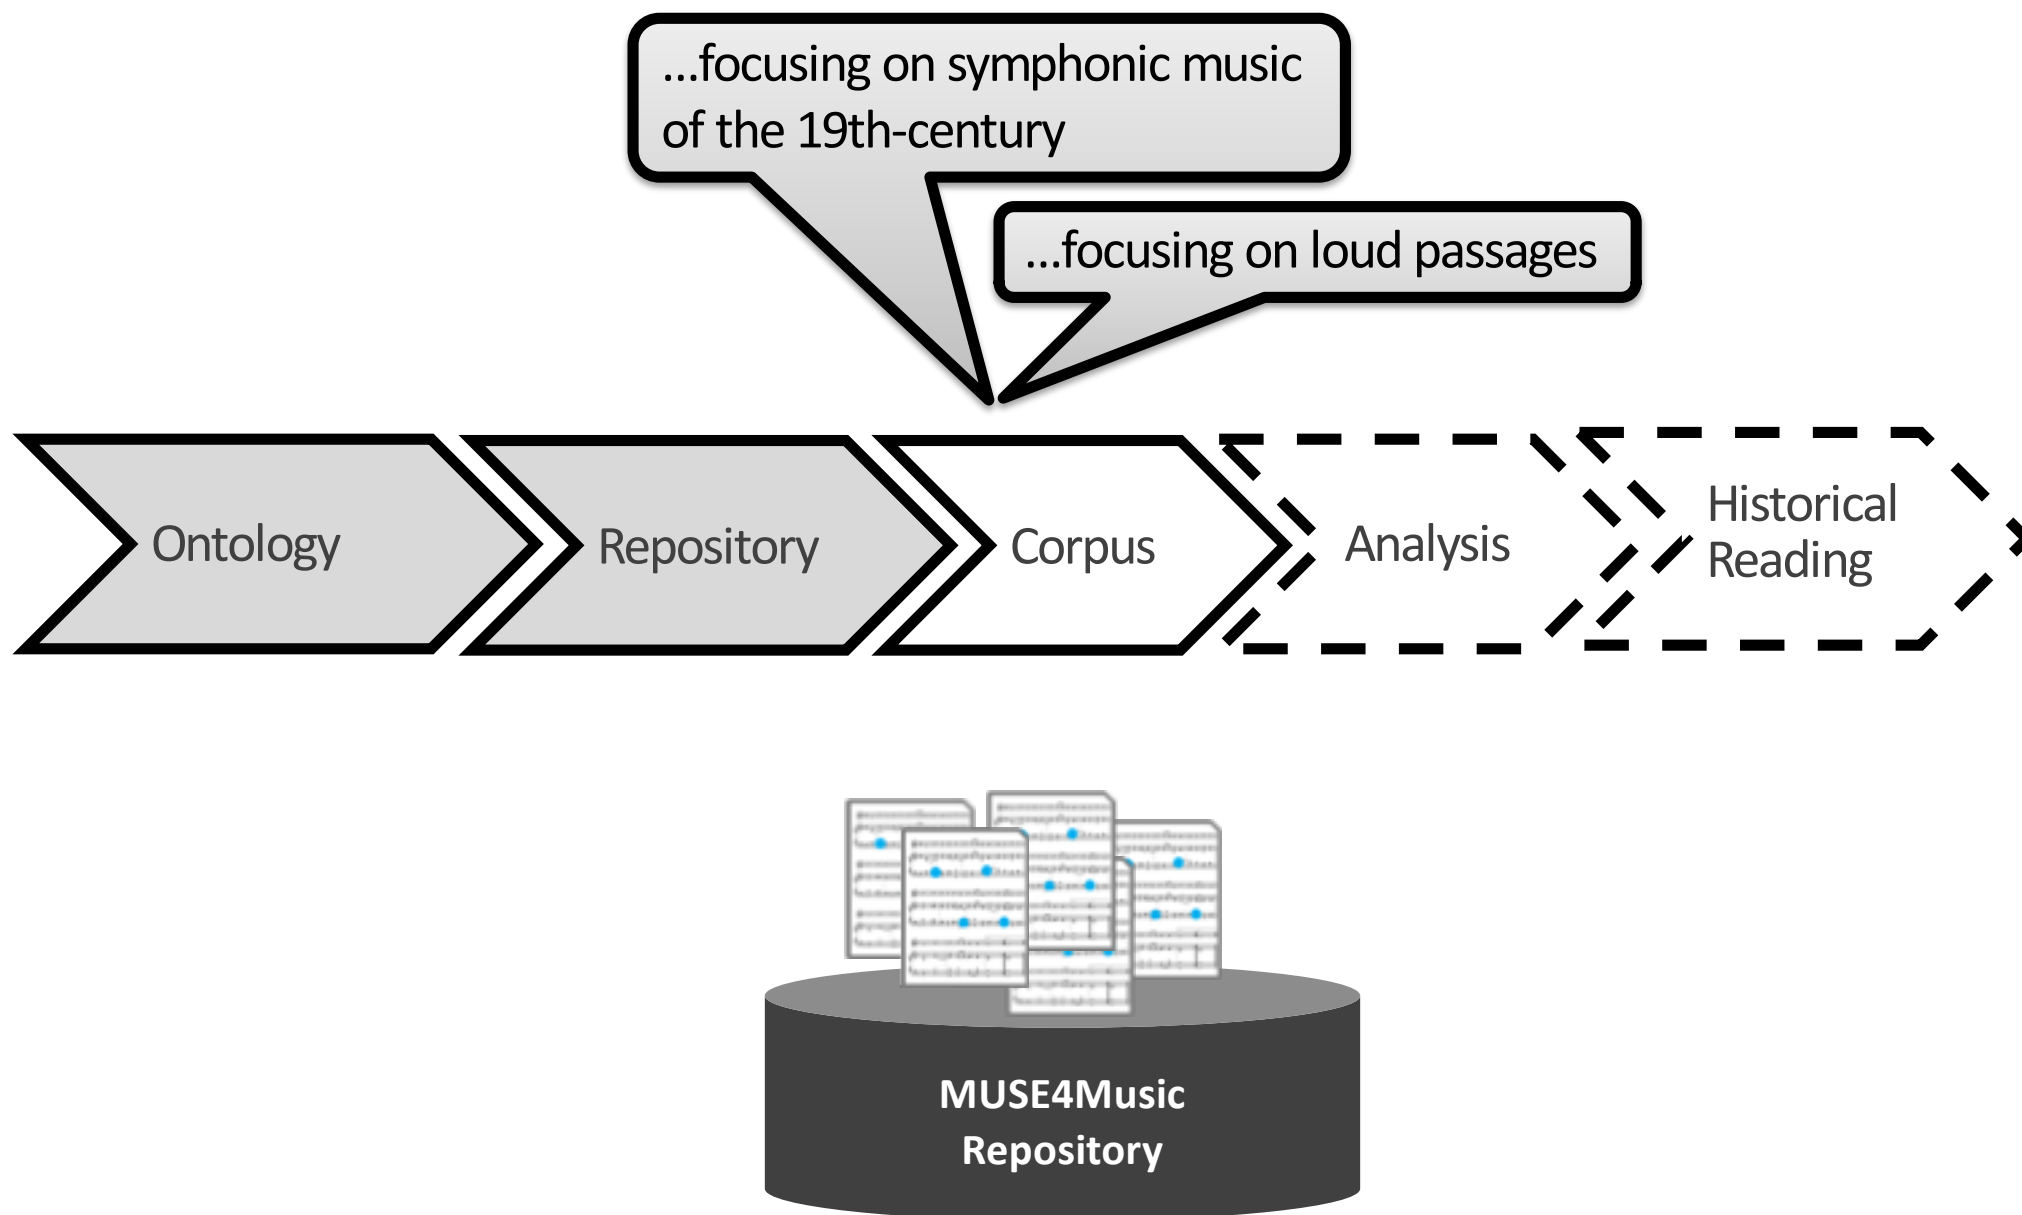 ...focusing on symphonic music
of the 19th-century
...focusing on loud passages
Ontology
Repository
Corpus
Analysis
Historical
Reading
MUSE4Music
Repository